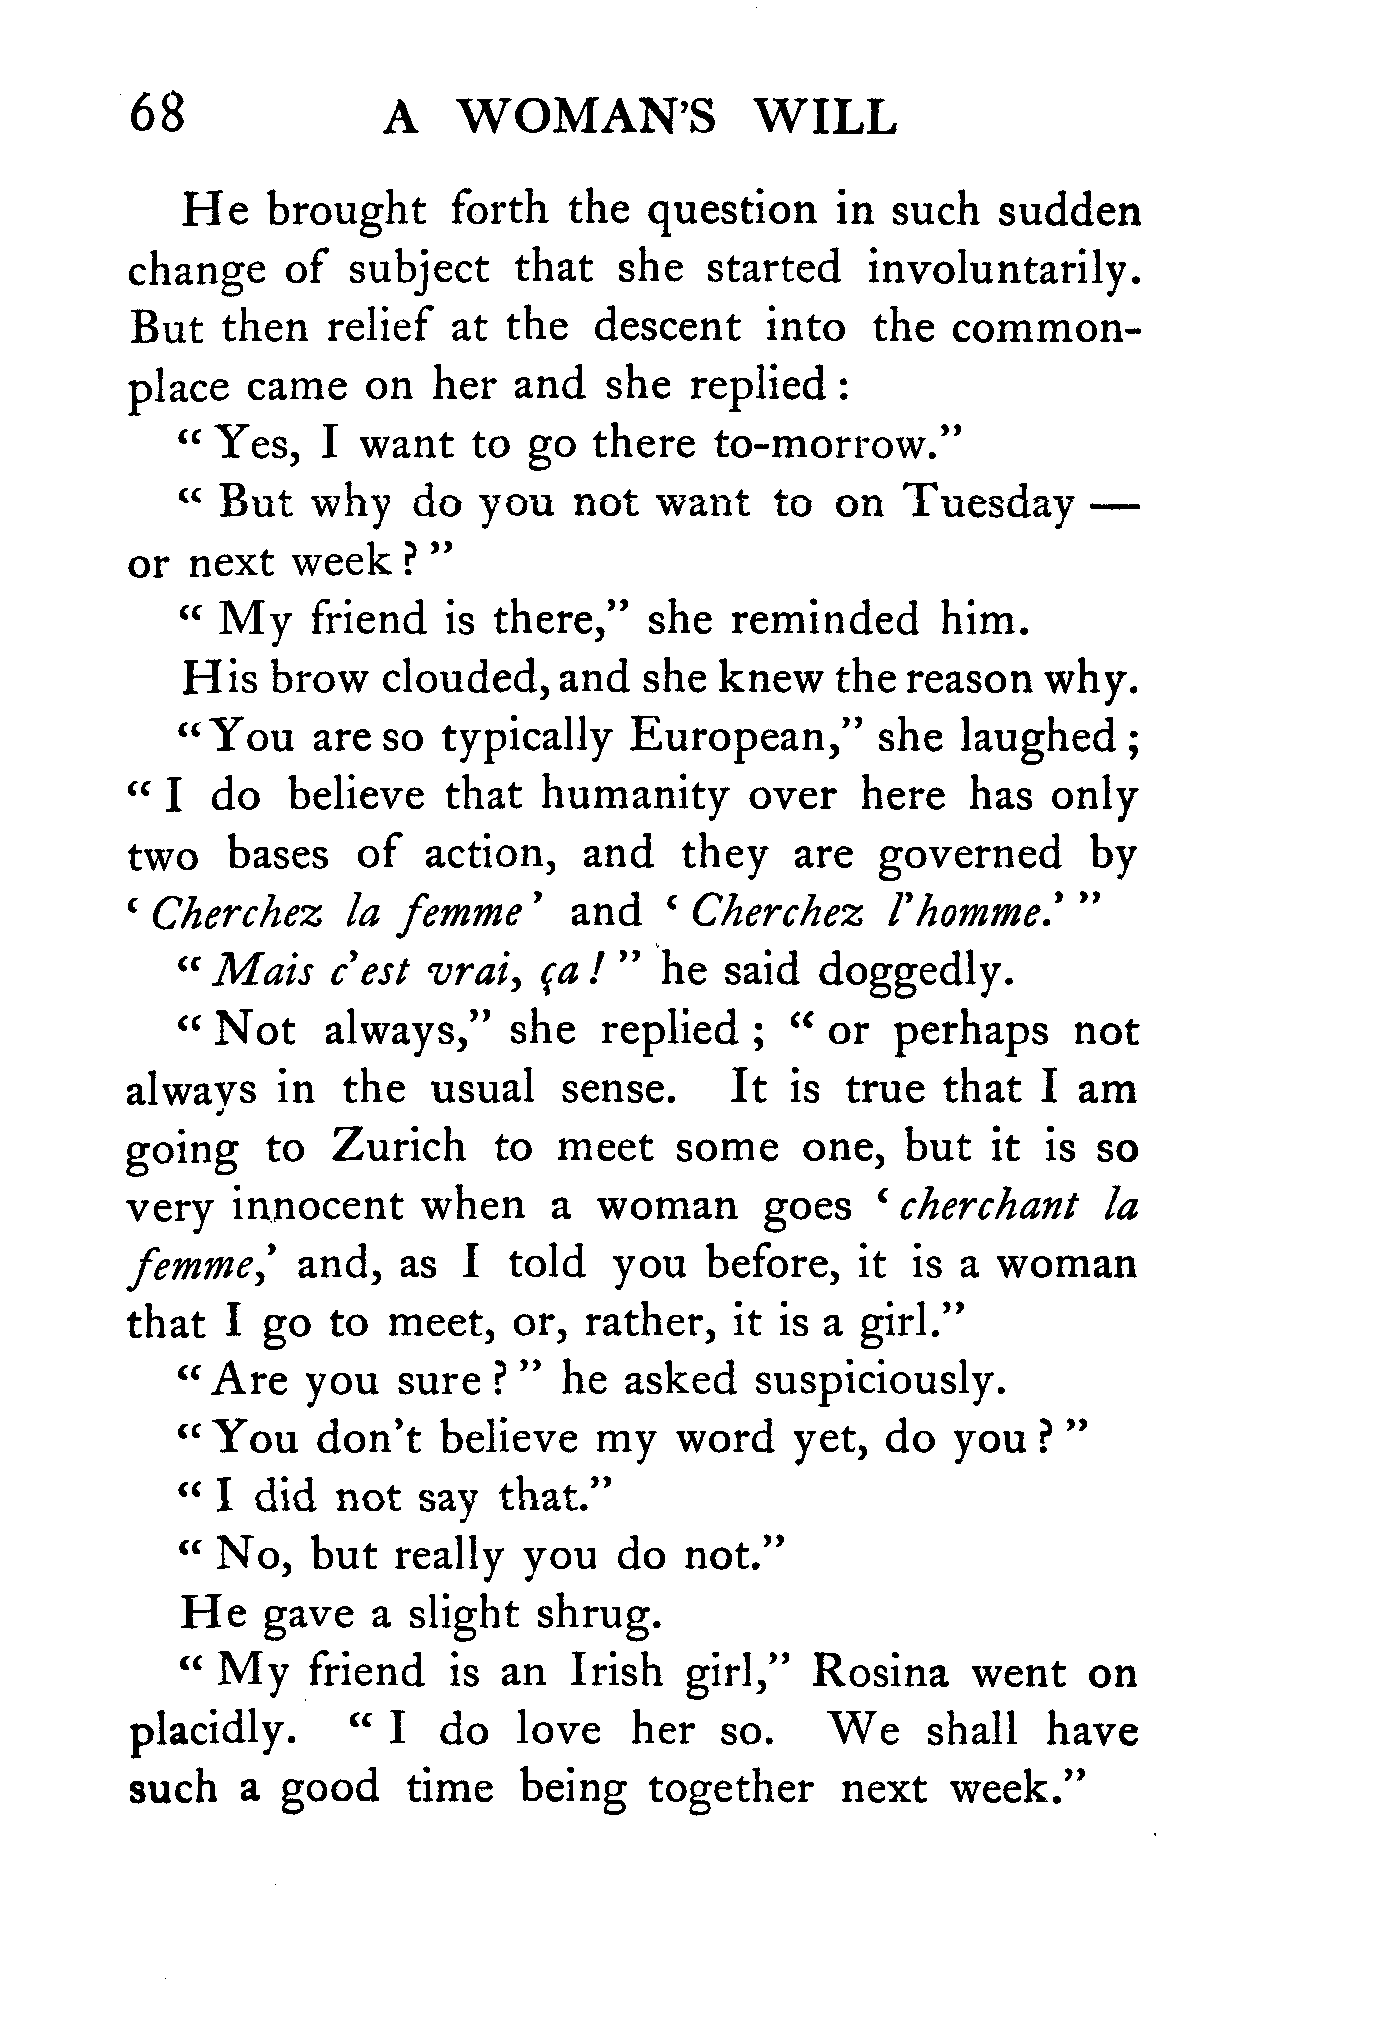 68 A WOMAN'S WILL
He brought forth the question in such sudden
change of subject that she started involuntarily.
But then relief at the descent into the common-
place came on her and she replied :
“ Yes, I want to go there to-morrow.”
“ But why do you not want to on Tuesday —
or next week ? ”
“ My friend is there,” she reminded him.
His brow clouded, and she knew the reason why.
“ You are so typically European,” she laughed ;
“ I do believe that humanity over here has only
two bases of action, and they are governed by
‘ Cherchez la femme ’ and ‘ Cherchez l’homme.’ ”
“ Mais c’est vrai, ça ! ” he said doggedly.
“ Not always,” she replied ; “ or perhaps not
always in the usual sense. It is true that I am
going to Zurich to meet some one, but it is so
very innocent when a woman goes ‘ cherchant la
femme,’ and, as I told you before, it is a woman
that I go to meet, or, rather, it is a girl.”
“ Are you sure ? ” he asked suspiciously.
“ You don’t believe my word yet, do you ? ”
“ I did not say that.”
“ No, but really you do not.”
He gave a slight shrug.
“ My friend is an Irish girl,” Rosina went on
placidly. “ I do love her so. We shall have
such a good time being together next week.”